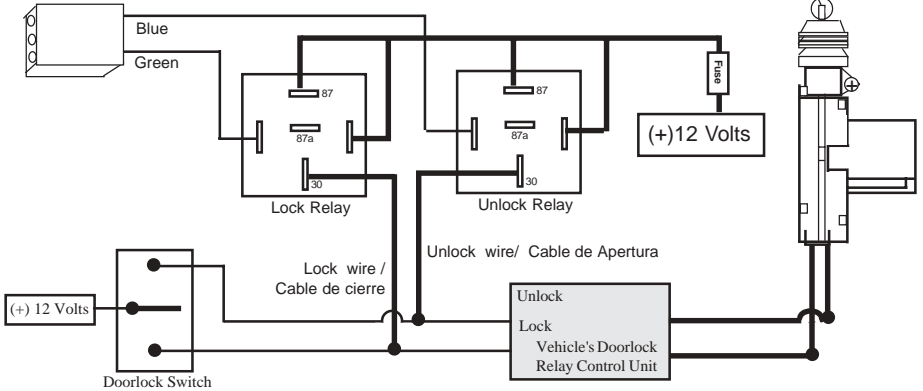 Blue
Green
Fuse
87
87
87a
87a
(+)12 Volts
30
30
Lock Relay
Unlock Relay
Lock wire /
Cable de cierre
Unlock wire/ Cable de Apertura
(+) 12 Volts
Unlock
Lock
Vehicle's Doorlock
Relay Control Unit
Doorlock Switch